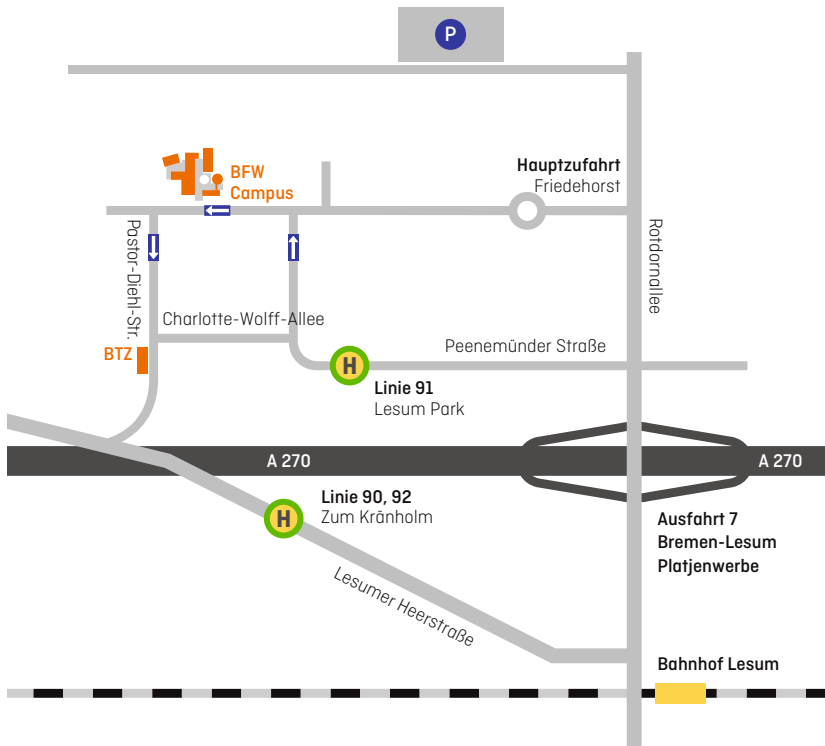 P
BFW
Campus
Hauptzufahrt
Friedehorst
Rotdornallee
Pastor-Diehl-Str.
Charlotte-Wolff-Allee
BTZ
Peenemünder Straße
H
Linie 91
Lesum Park
A 270
A 270
Linie 90, 92
Zum Kränholm
H
Ausfahrt 7
Bremen-Lesum
Platjenwerbe
Lesumer Heerstraße
Bahnhof Lesum